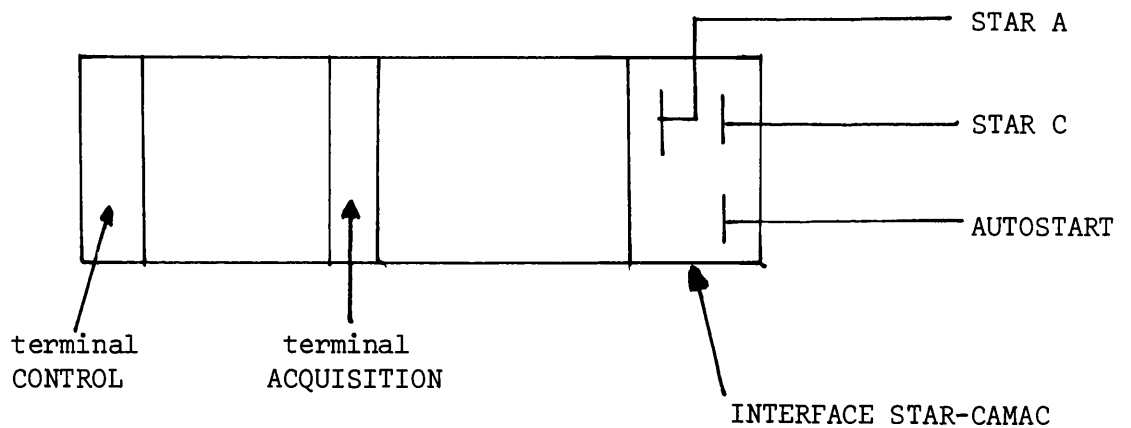 STAR A
STAR C
AUTOSTART
terminal
CONTROL
terminal
ACQUISITION
INTERFACE STAR-CAMAC